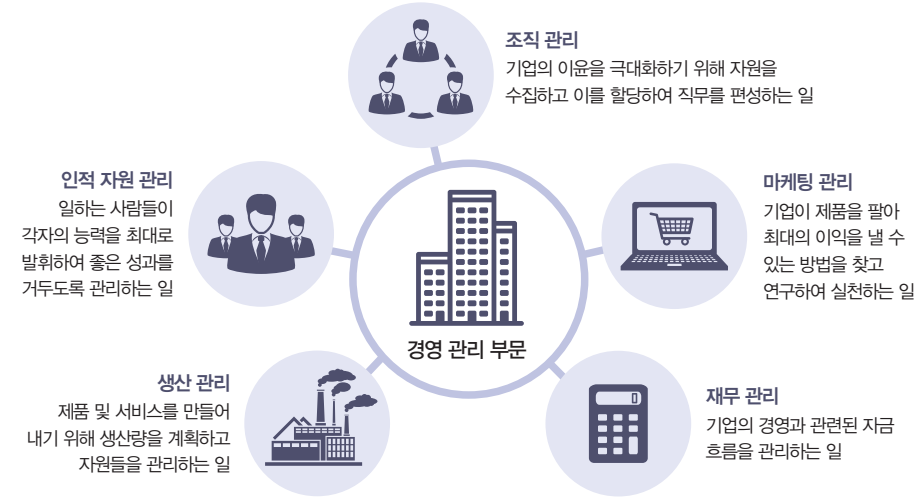 조직 관리
기업의 이윤을 극대화하기 위해 자원을
수집하고 이를 할당하여 직무를 편성하는 일
인적 자원 관리
일하는 사람들이
각자의 능력을 최대로
발휘하여 좋은 성과를
거두도록 관리하는 일
마케팅 관리
기업이 제품을 팔아
최대의 이익을 낼 수
있는 방법을 찾고
연구하여 실천하는 일
경영 관리 부문
생산 관리
제품 및 서비스를 만들어
내기 위해 생산량을 계획하고
자원들을 관리하는 일
재무 관리
기업의 경영과 관련된 자금
흐름을 관리하는 일